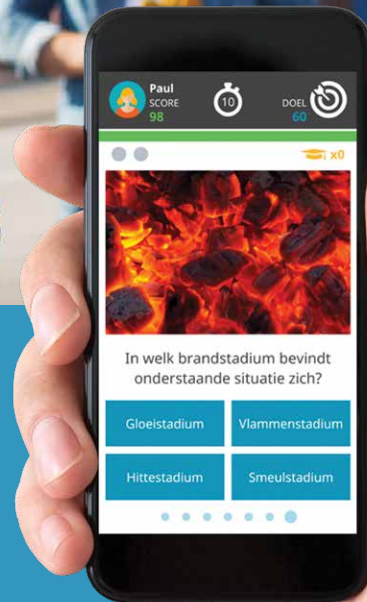 Paul
SCORE
98
10
DOEL
60
x0
In welk brandstadium bevindt
onderstaande situatie zich?
Gloeistadium
Vlammenstadium
Hittestadium
Smeulstadium